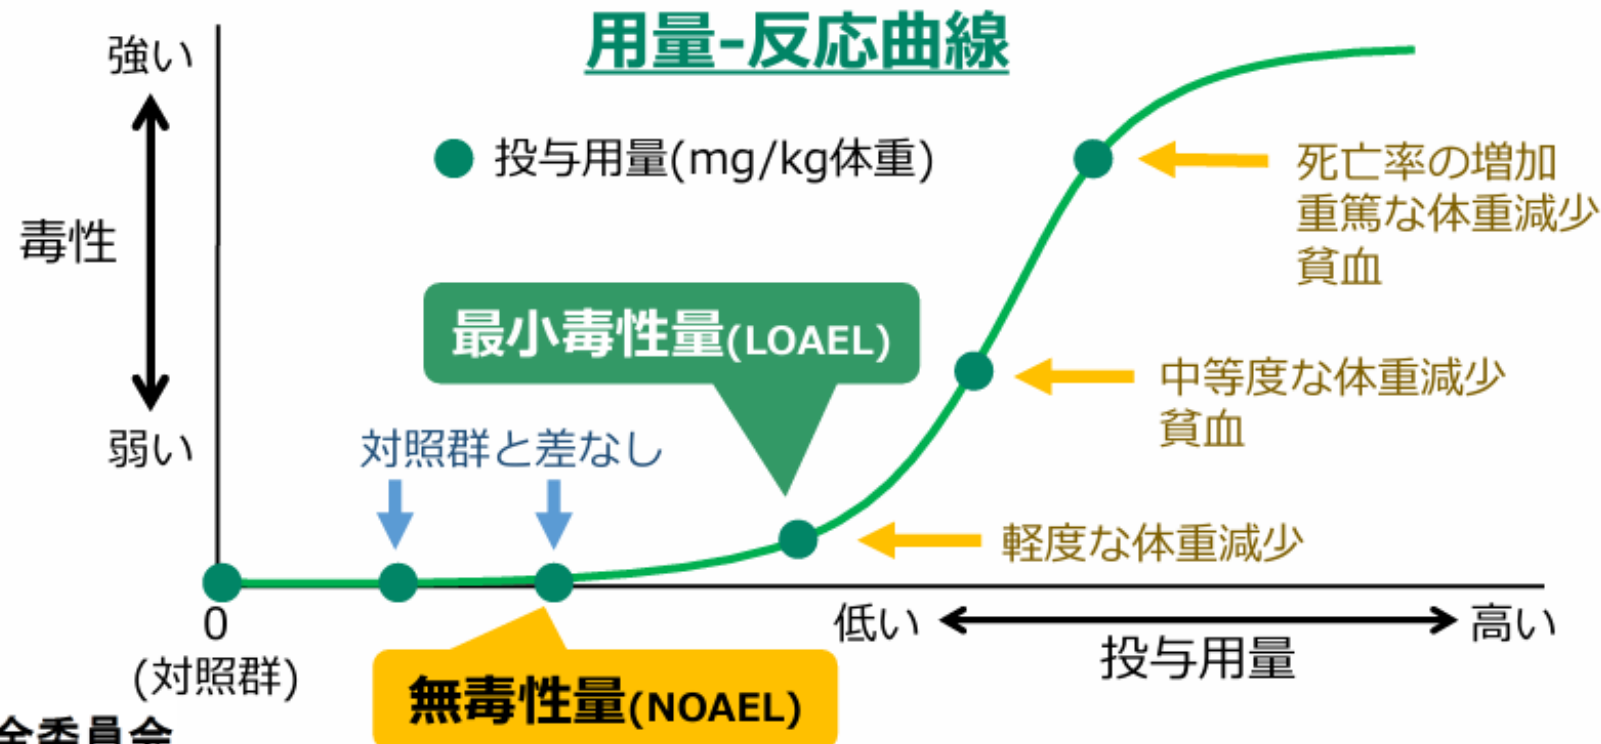 用量-反応曲線
強い
投与用量(mg/kg体重)
死亡率の増加
重篤な体重減少
貧血
毒性
最小毒性量(LOAEL)
中等度な体重減少
貧血
弱い
対照群と差なし
軽度な体重減少
0
(対照群)
低い
高い
投与用量
無毒性量(NOAEL)
全委員会